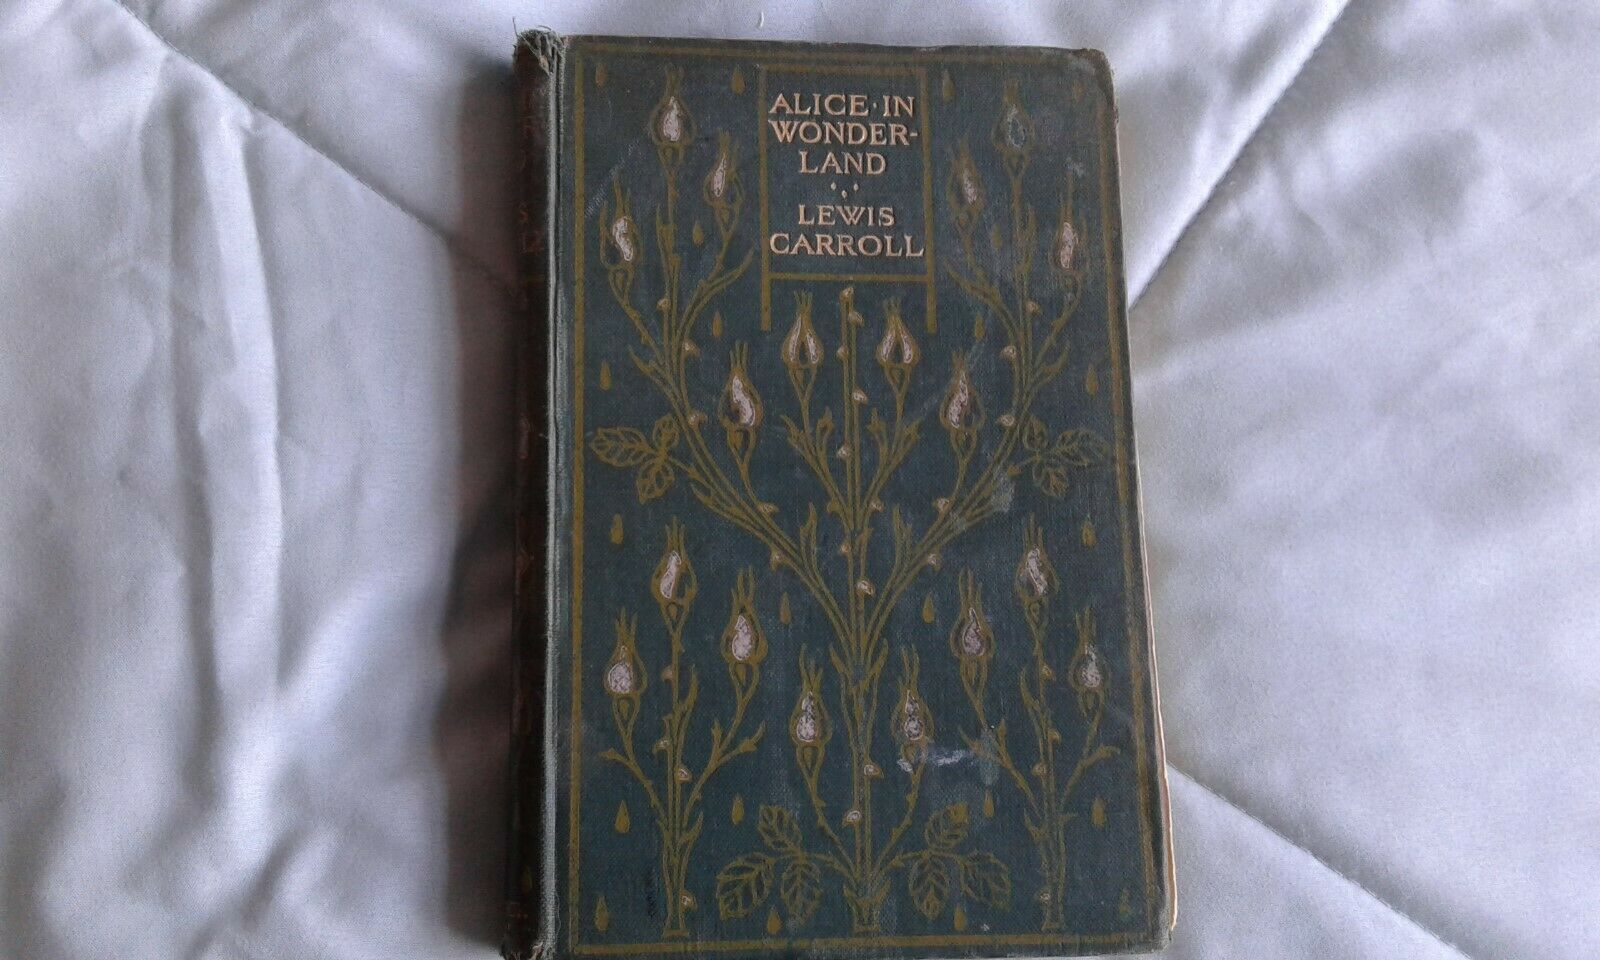 ALICE · IN
WONDER-
LAND
LEWIS
CARROLL